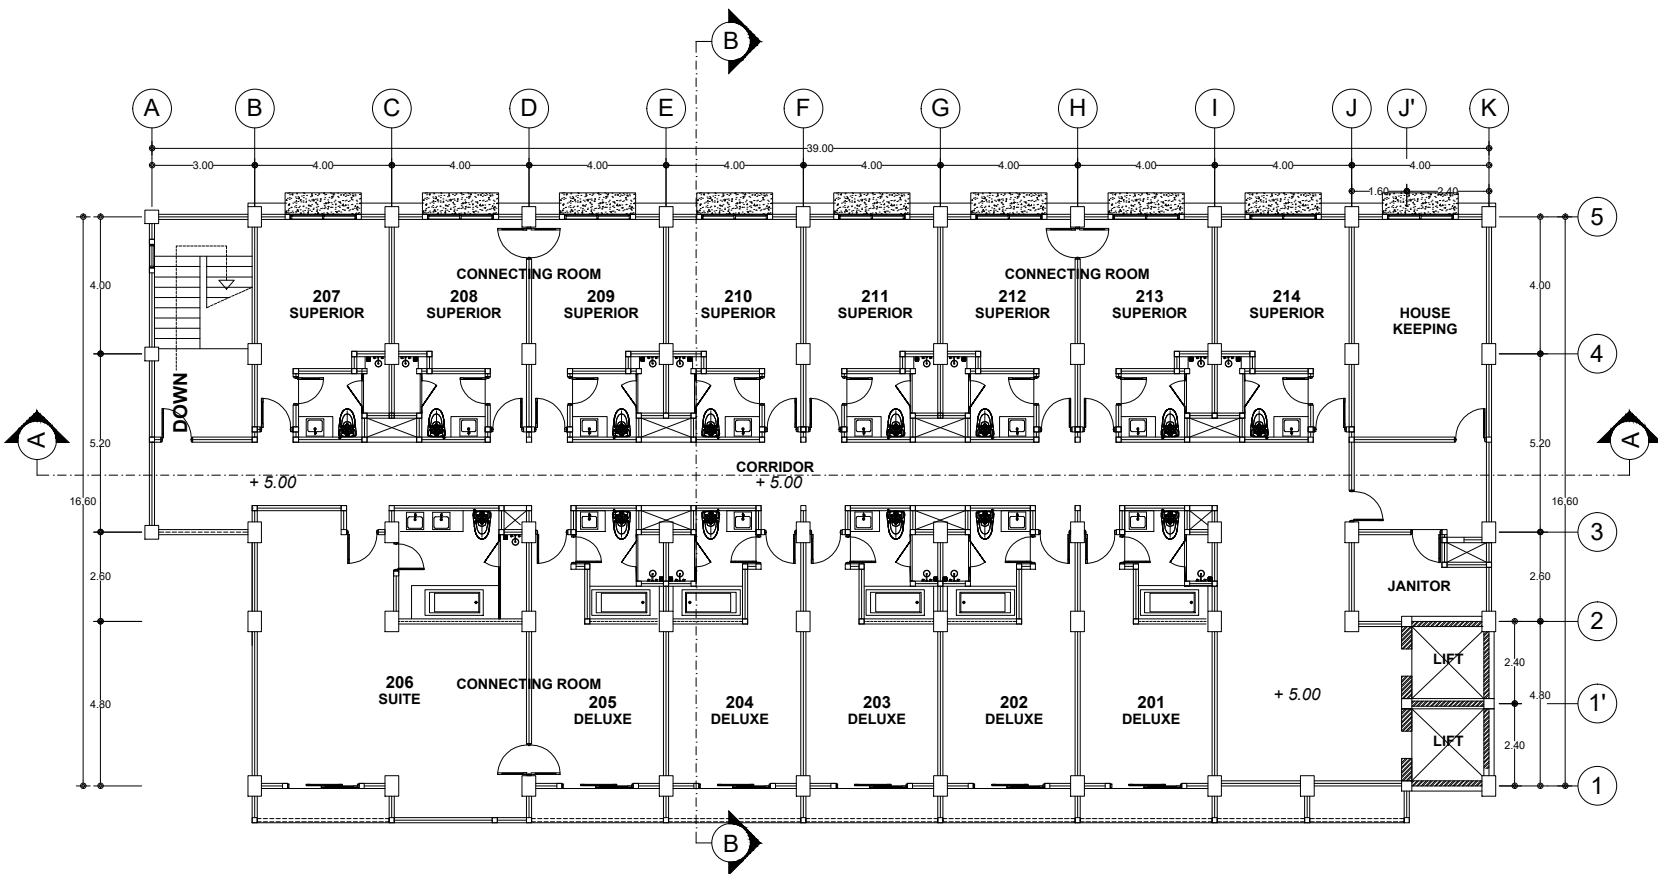 B
A B C D E F G H I J J' K
39.00
3.00 4.00 4.00 4.00 4.00 4.00 4.00 4.00 4.00 4.00
1.60 2.40
5
CONNECTING ROOM CONNECTING ROOM
4.00 4.00
207 208 209 210 211 212 213 214
SUPERIOR SUPERIOR SUPERIOR SUPERIOR SUPERIOR SUPERIOR SUPERIOR SUPERIOR
HOUSE
KEEPING
4
DOWN
A A
5.20 5.20
CORRIDOR
+ 5.00 + 5.00
16.60 16.60
3
2.60 2.60
JANITOR
2
LIFT
2.40
206
SUITE
CONNECTING ROOM
+ 5.00
4.80 4.80
205 204 203 202 201
DELUXE DELUXE DELUXE DELUXE DELUXE
1'
LIFT
2.40
1
B